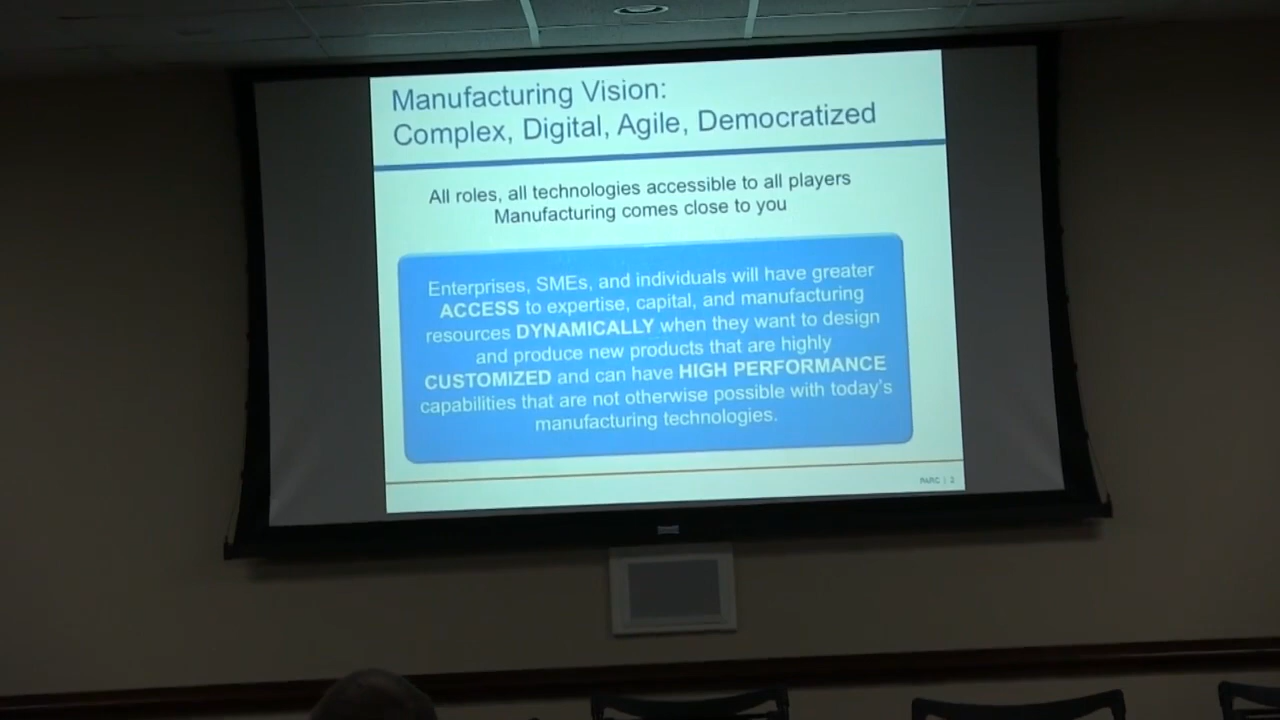 Manufacturing Vision:
Complex, Digital, Agile, Democratized
All roles, all technologies accessible to all players
Manufacturing comes close to you
Enterprises, SMEs, and individuals will have greater
ACCESS to expertise, capital, and manufacturing
resources DYNAMICALLY when they want to design
and produce new products that are highly
CUSTOMIZED and can have HIGH PERFORMANCE
capabilities that are not otherwise possible with today's
manufacturing technologies.
PARC | 2